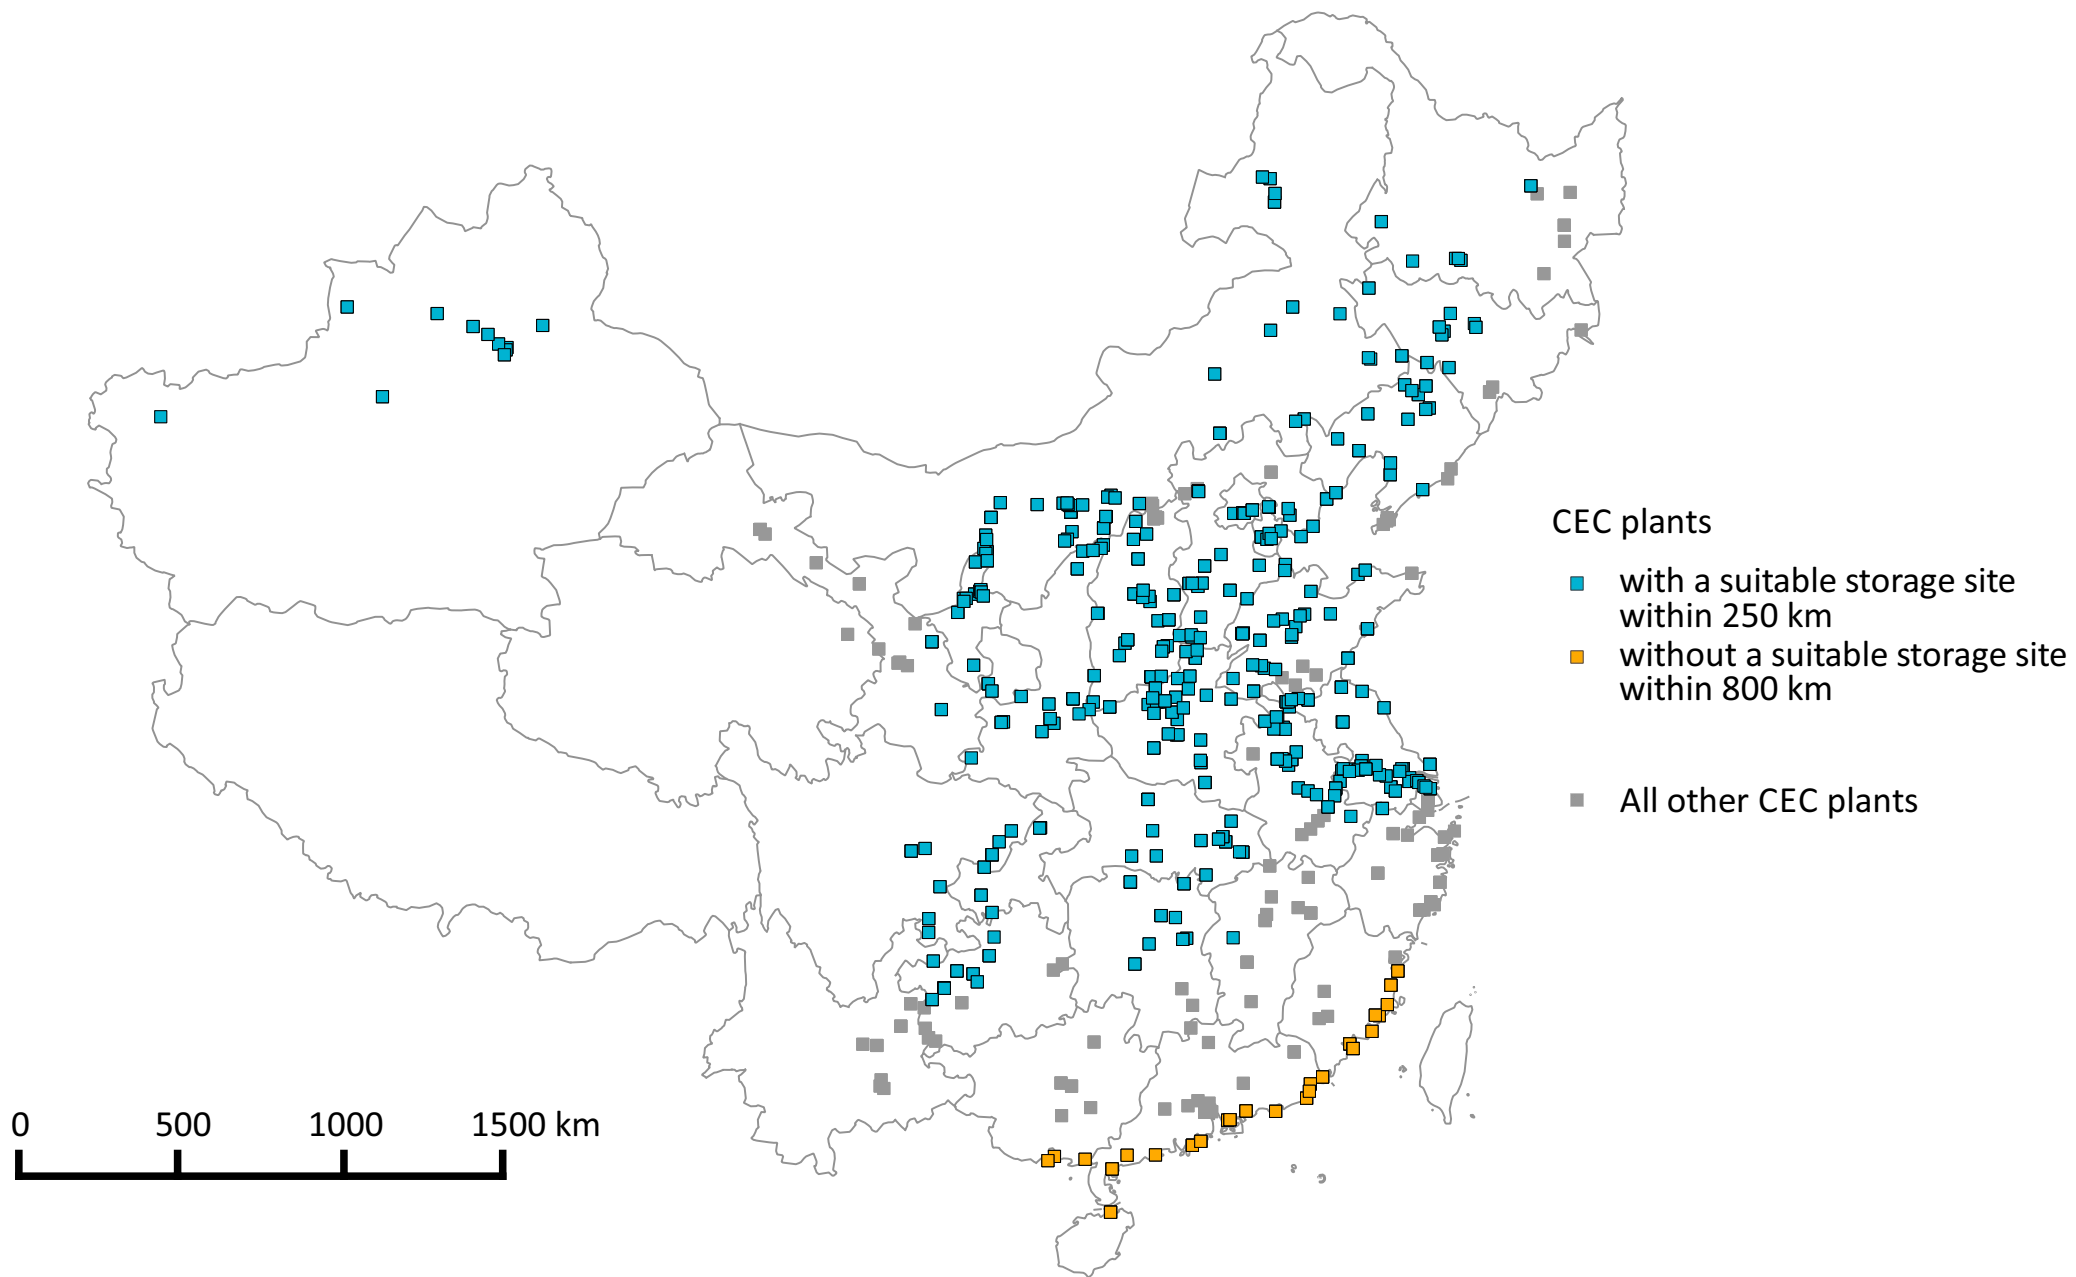 CEC plants
with a suitable storage site
within 250 km
without a suitable storage site
within 800 km
All other CEC plants
0 500 1000 1500 km